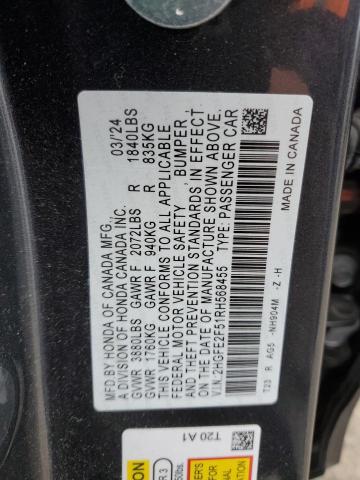 MFD.BY HONDA OF CANADA MFG., 03/'24
A DIVISION OF HONDA CANADA INC.
GVWR 3880LBS GAWR F 2072LBS R 1840LBS
GVWR 1760KG GAWR F 940KG R 835KG
THIS VEHICLE CONFORMS TO ALL APPLICABLE
FEDERAL MOTOR VEHICLE SAFETY, BUMPER,
AND THEFT PREVENTION STANDARDS IN EFFECT
ON THE DATE OF MANUFACTURE SHOWN ABOVE.
V.I.N. 2HGFE2F51RH568455 TYPE: PASSENGER CAR
T23 R AG5 -NH904M -Z -H MADE IN CANADA
T20 A1